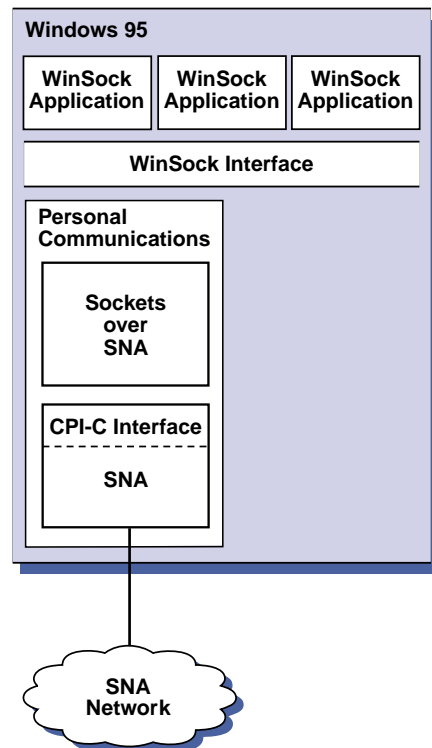 Windows 95
WinSock
Application
WinSock
Application
WinSock
Application
WinSock Interface
Personal
Communications
Sockets
over
SNA
CPI-C Interface
SNA
SNA
Network